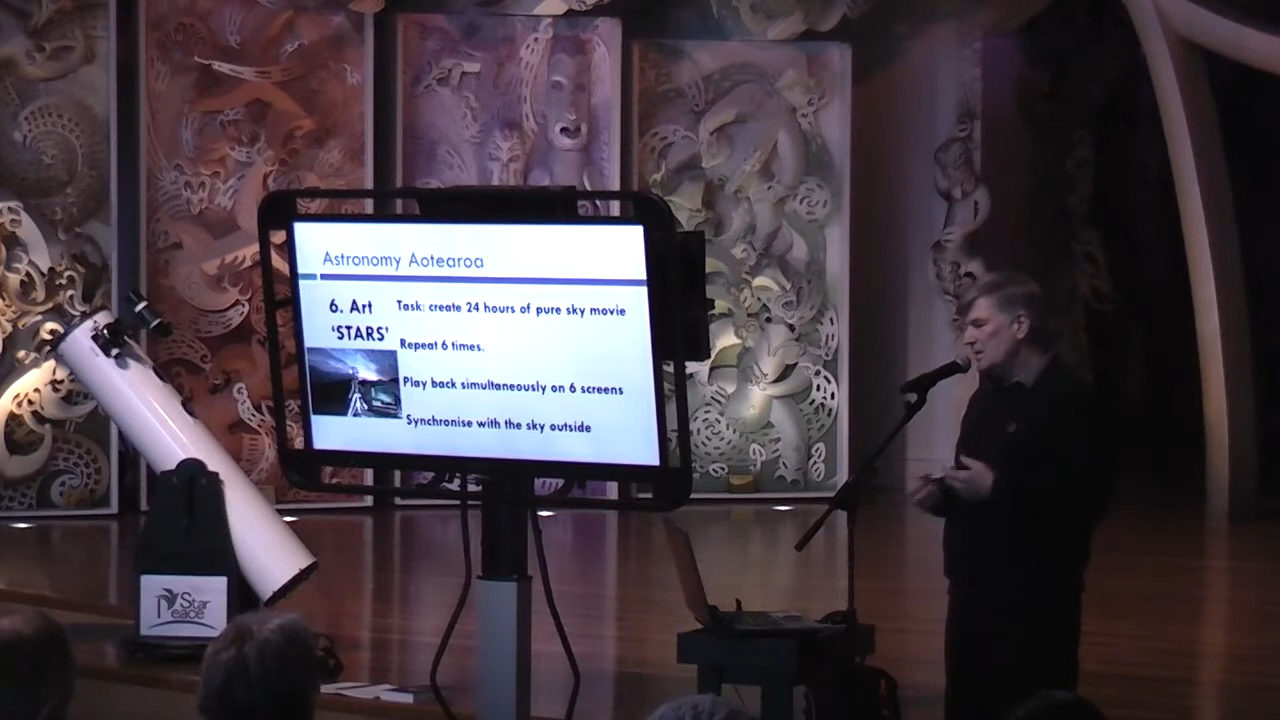 Astronomy Aotearoa
6. Art
'STARS'
Task: create 24 hours of pure sky movie
Repeat 6 times.
Play back simultaneously on 6 screens
Synchronise with the sky outside
Star
Peace